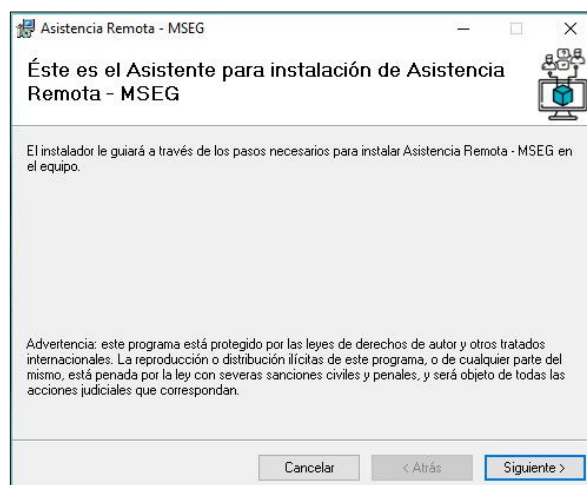 Asistencia Remota - MSEG
Éste es el Asistente para instalación de Asistencia
Remota - MSEG
El instalador le guiará a través de los pasos necesarios para instalar Asistencia Remota - MSEG en
el equipo.
Advertencia: este programa está protegido por las leyes de derechos de autor y otros tratados
internacionales. La reproducción o distribución ilícitas de este programa, o de cualquier parte del
mismo, está penada por la ley con severas sanciones civiles y penales, y será objeto de todas las
acciones judiciales que correspondan.
Cancelar
< Atrás
Siguiente >